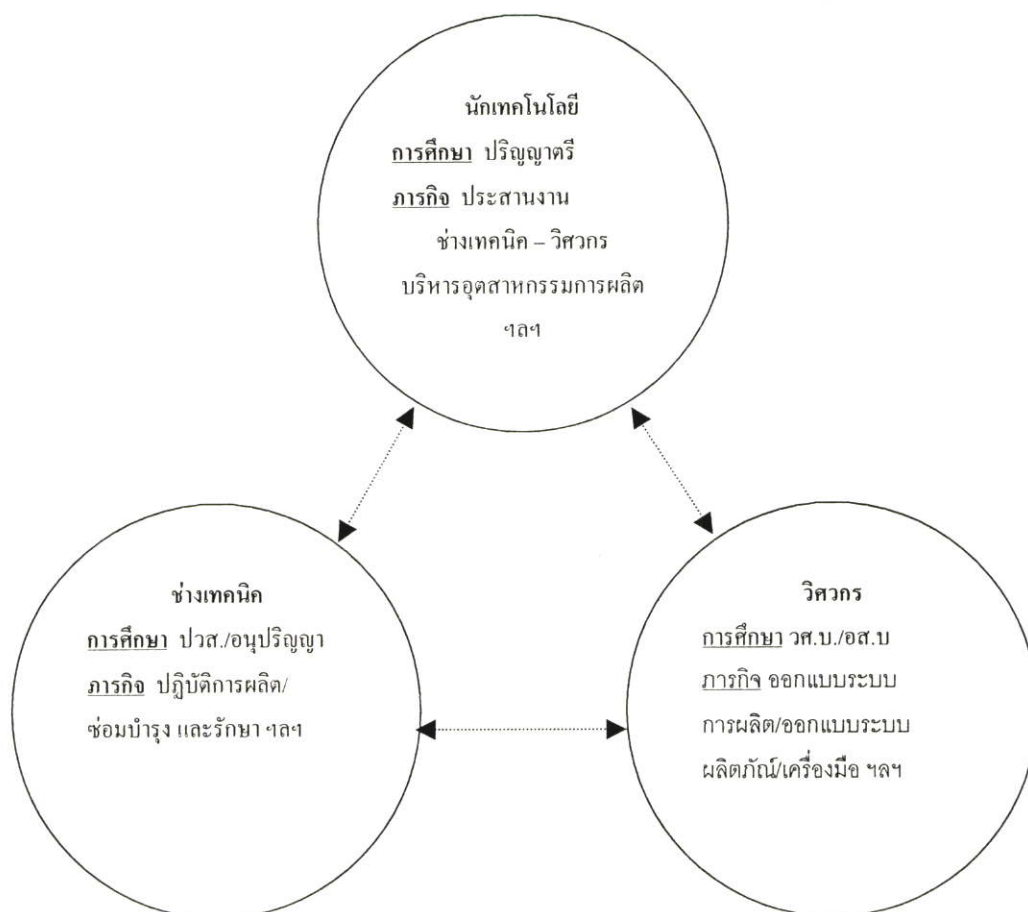 นักเทคโนโลยี
การศึกษา ปริญญาตรี
ภารกิจ ประสานงาน
ช่างเทคนิค – วิศวกร
บริหารอุตสาหกรรมการผลิต
ฯลฯ
ช่างเทคนิค
การศึกษา ปวส./อนุปริญญา
ภารกิจ ปฏิบัติการผลิต/
ซ่อมบำรุง และรักษา ฯลฯ
วิศวกร
การศึกษา วศ.บ./อส.บ
ภารกิจ ออกแบบระบบ
การผลิต/ออกแบบระบบ
ผลิตภัณ์/เครื่องมือ ฯลฯ